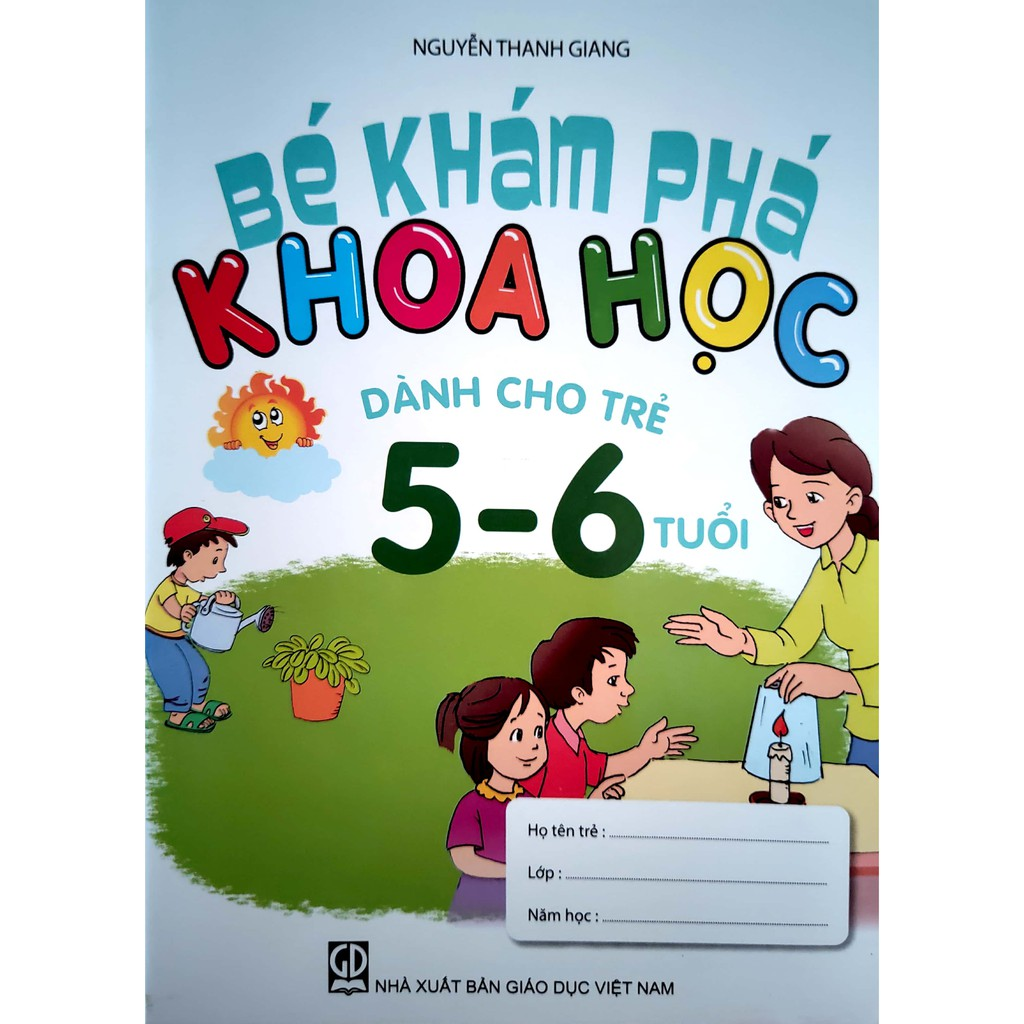 NGUYỄN THANH GIANG
BÉ KHÁM PHÁ
KHOA HỌC
DÀNH CHO TRẺ
5-6 TUỔI
Họ tên trẻ :
Lớp :
Năm học :
GD
NHÀ XUẤT BẢN GIÁO DỤC VIỆT NAM